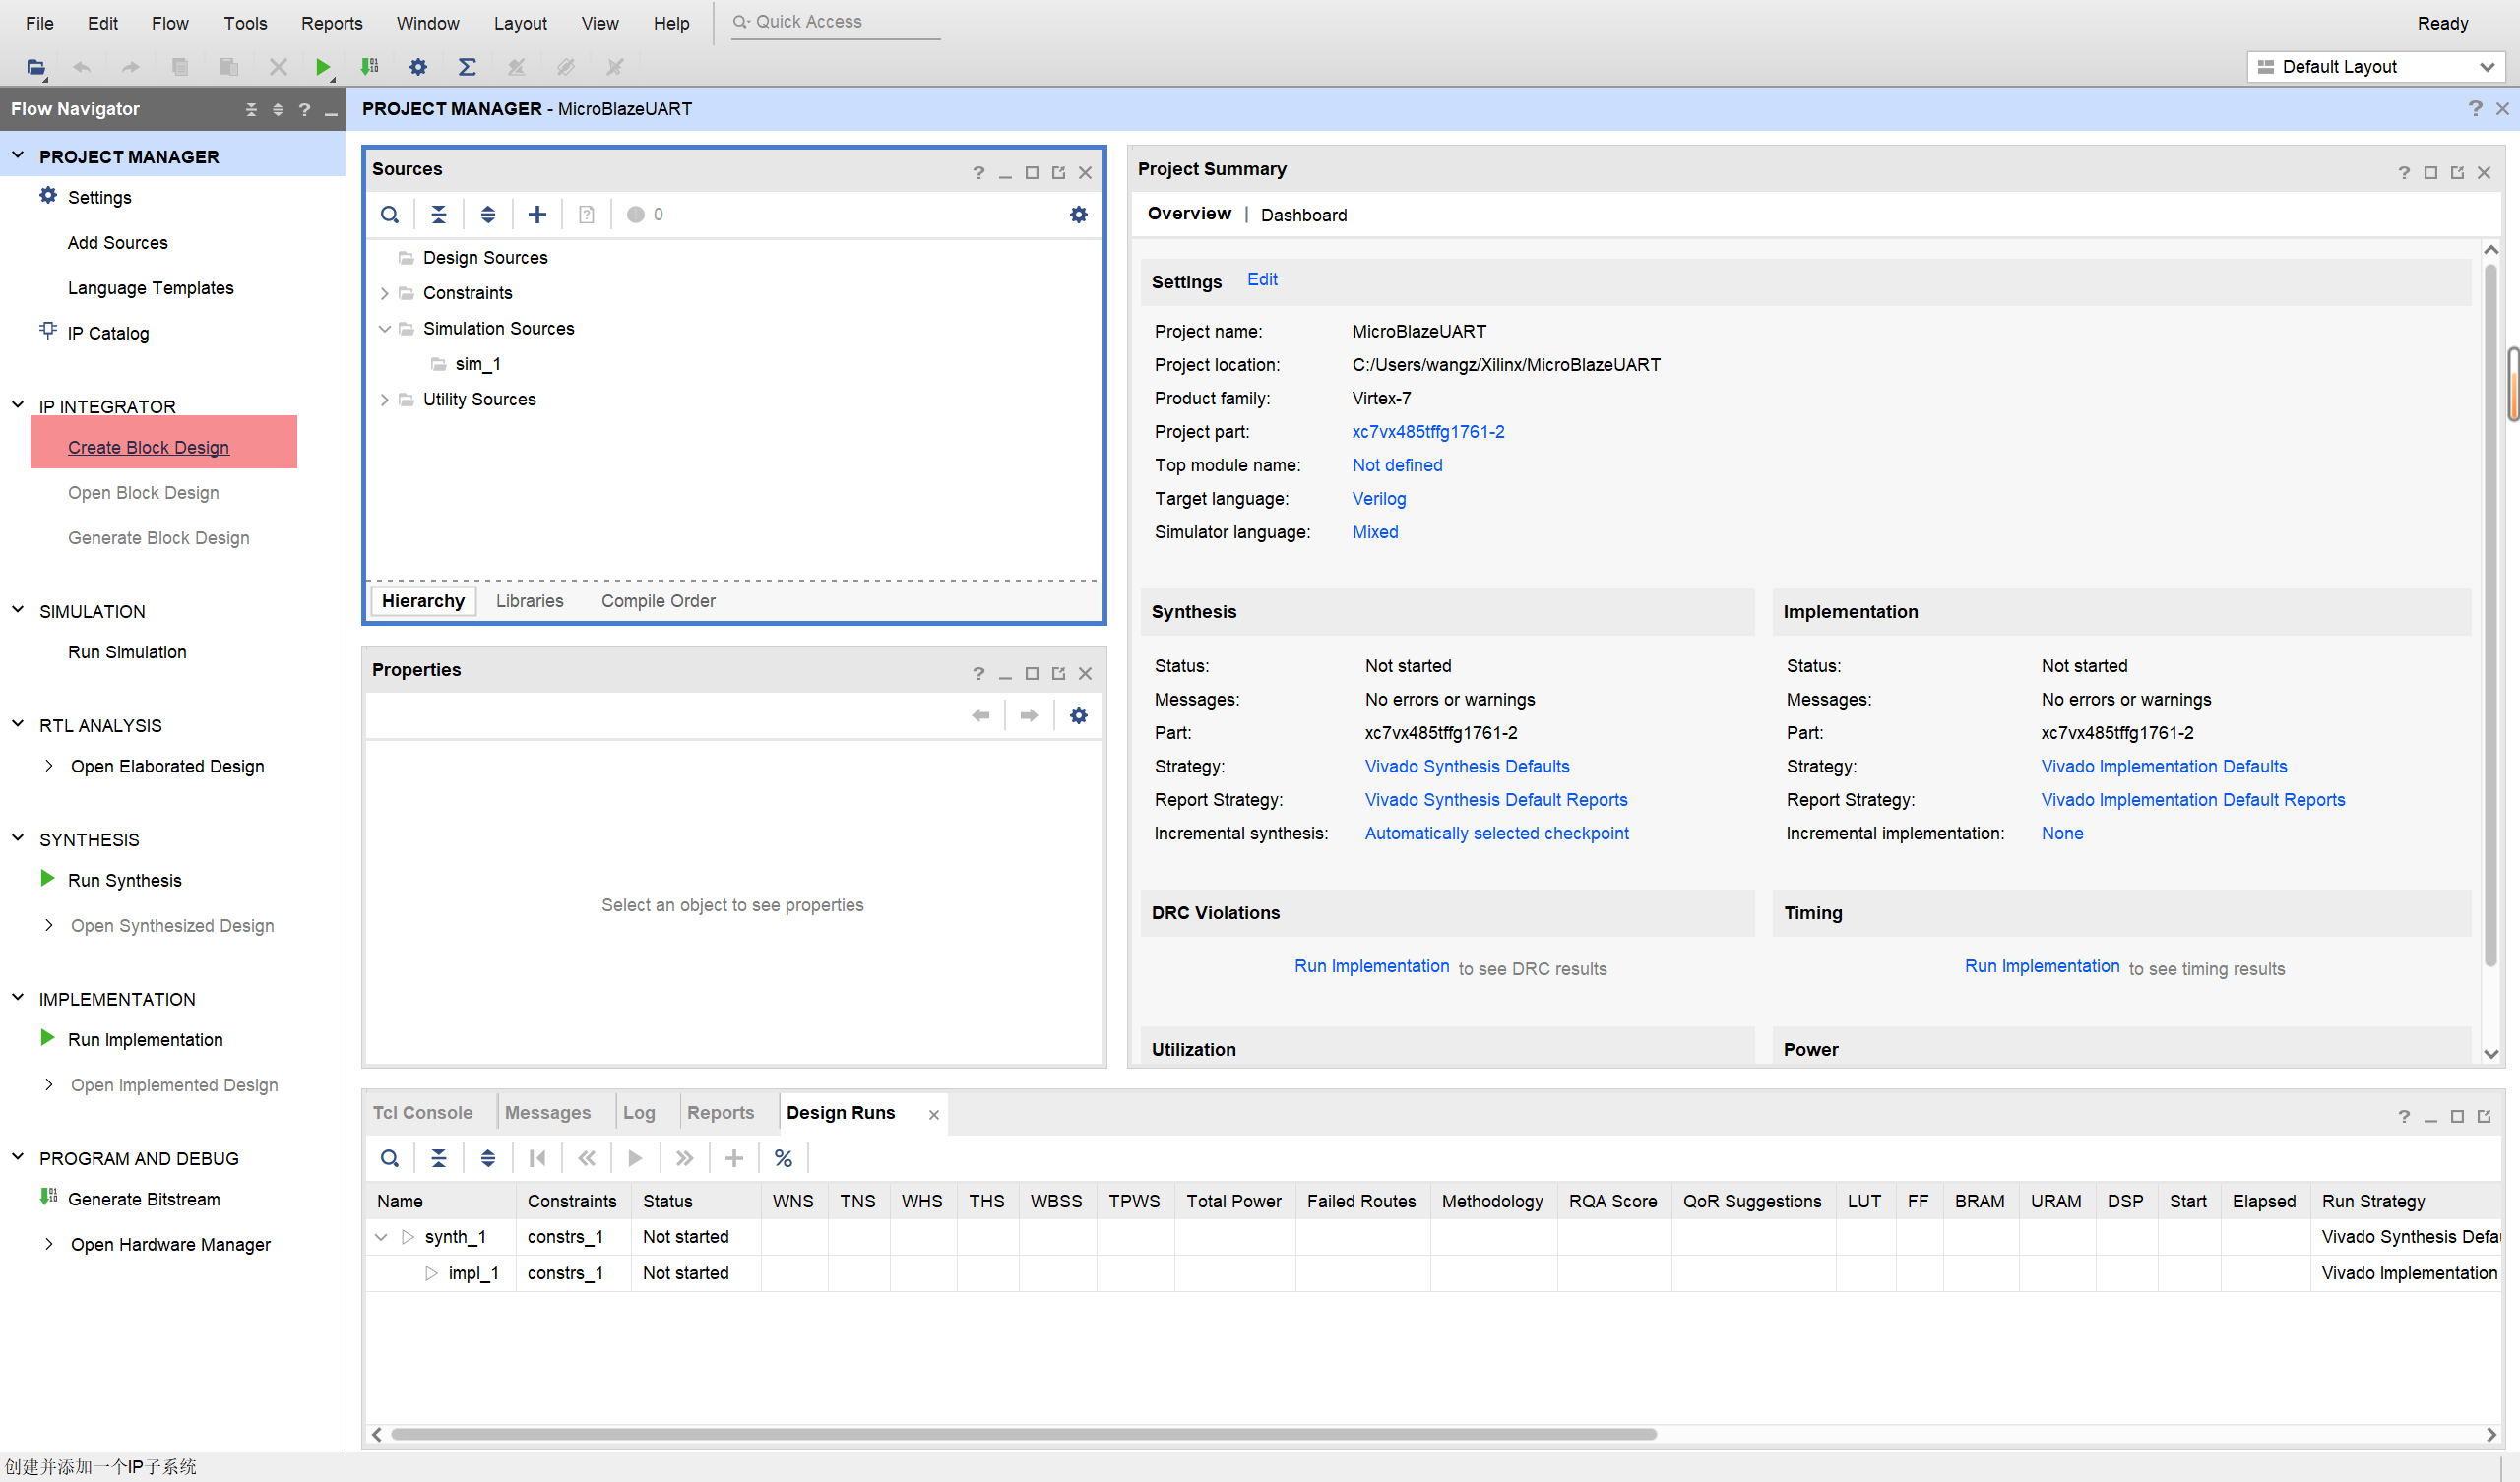 File Edit Flow Tools Reports Window Layout View Help Quick Access Ready
Default Layout
Flow Navigator ? _
PROJECT MANAGER
Settings
Add Sources
Language Templates
IP Catalog
IP INTEGRATOR
Create Block Design
Open Block Design
Generate Block Design
SIMULATION
Run Simulation
RTL ANALYSIS
Open Elaborated Design
SYNTHESIS
Run Synthesis
Open Synthesized Design
IMPLEMENTATION
Run Implementation
Open Implemented Design
PROGRAM AND DEBUG
Generate Bitstream
Open Hardware Manager
PROJECT MANAGER - MicroBlazeUART
Sources
0
Design Sources
Constraints
Simulation Sources
sim_1
Utility Sources
Hierarchy Libraries Compile Order
Properties
Select an object to see properties
Project Summary
Overview | Dashboard
Settings Edit
Project name: MicroBlazeUART
Project location: C:/Users/wangz/Xilinx/MicroBlazeUART
Product family: Virtex-7
Project part: xc7vx485tffg1761-2
Top module name: Not defined
Target language: Verilog
Simulator language: Mixed
Synthesis
Status: Not started
Messages: No errors or warnings
Part: xc7vx485tffg1761-2
Strategy: Vivado Synthesis Defaults
Report Strategy: Vivado Synthesis Default Reports
Incremental synthesis: Automatically selected checkpoint
Implementation
Status: Not started
Messages: No errors or warnings
Part: xc7vx485tffg1761-2
Strategy: Vivado Implementation Defaults
Report Strategy: Vivado Implementation Default Reports
Incremental implementation: None
DRC Violations
Run Implementation to see DRC results
Timing
Run Implementation to see timing results
Utilization
Power
Tcl Console Messages Log Reports Design Runs
Name Constraints Status WNS TNS WHS THS WBSS TPWS Total Power Failed Routes Methodology RQA Score QoR Suggestions LUT FF BRAM URAM DSP Start Elapsed Run Strategy
synth_1 constrs_1 Not started Vivado Synthesis Defau
impl_1 constrs_1 Not started Vivado Implementation
创建并添加一个IP子系统